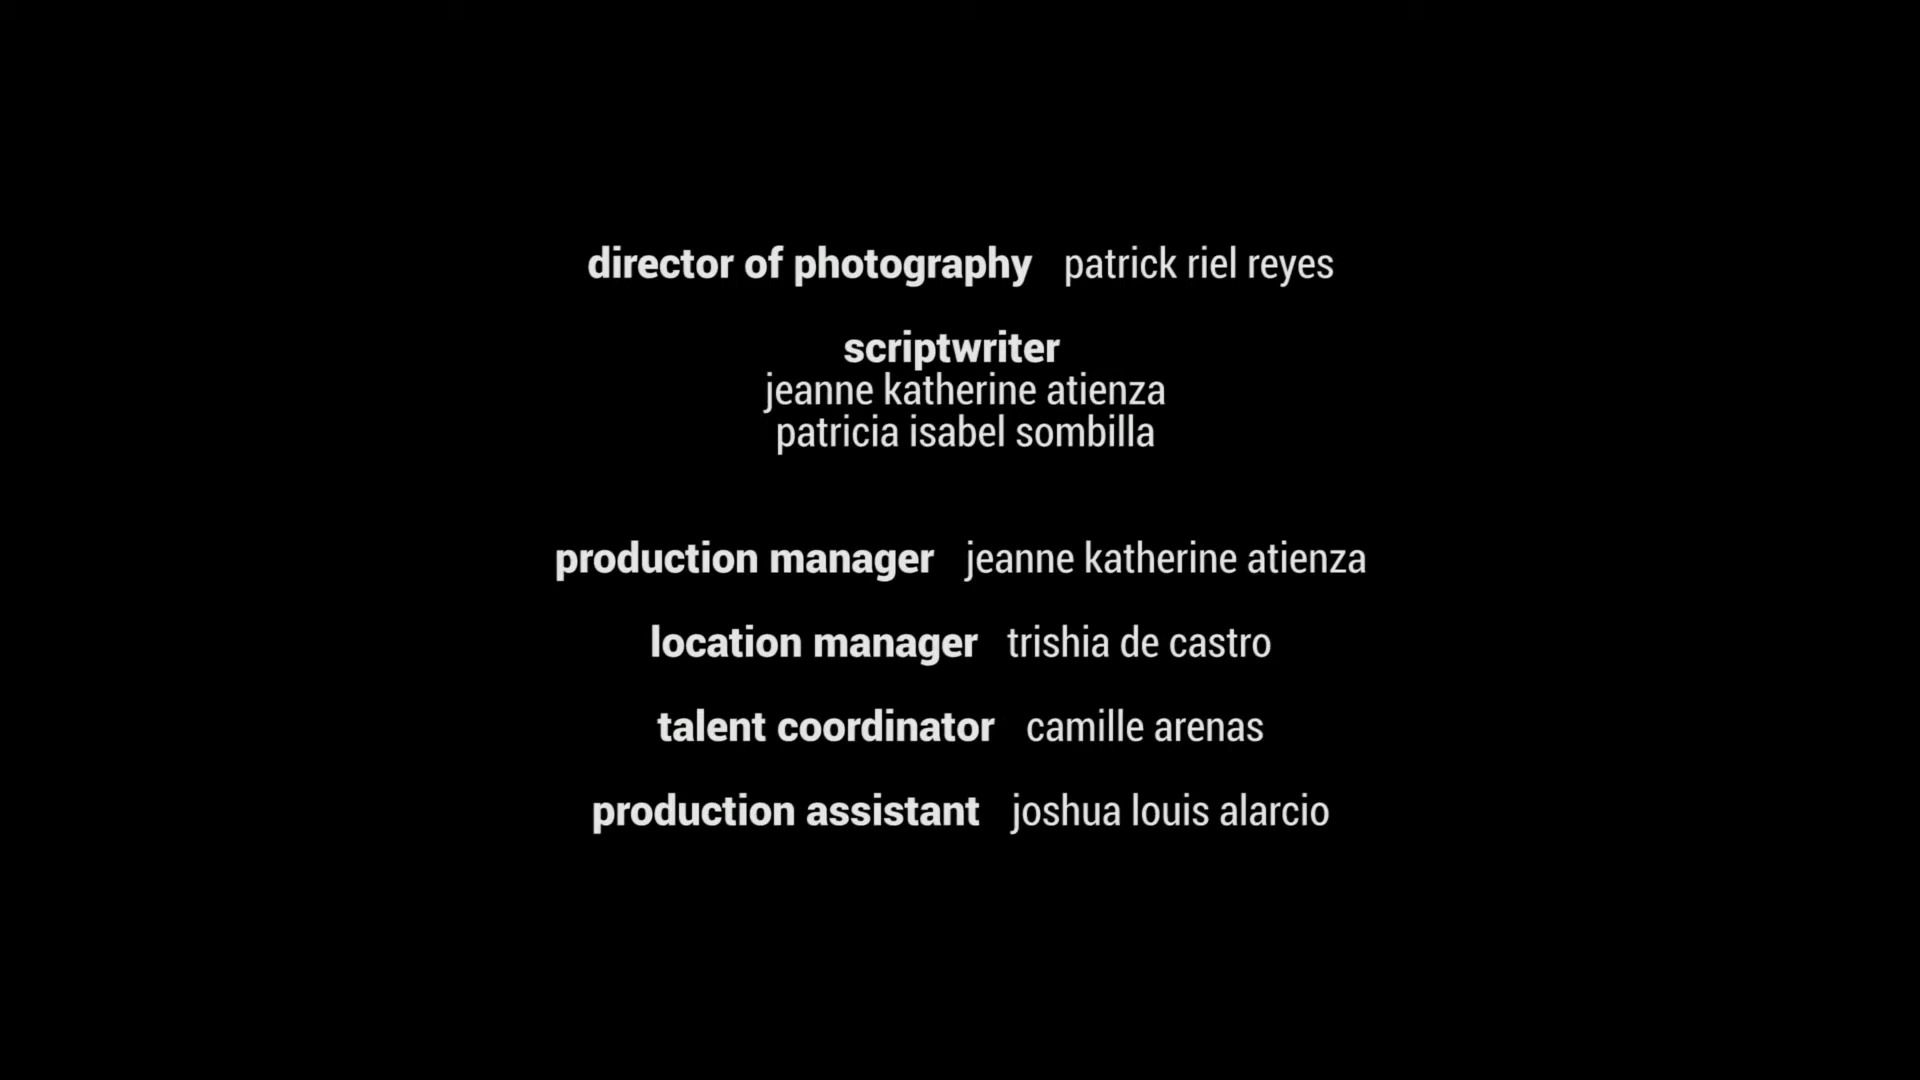 director of photography patrick riel reyes
scriptwriter
jeanne katherine atienza
patricia isabel sombilla
production manager jeanne katherine atienza
location manager trishia de castro
talent coordinator camille arenas
production assistant joshua louis alarcio